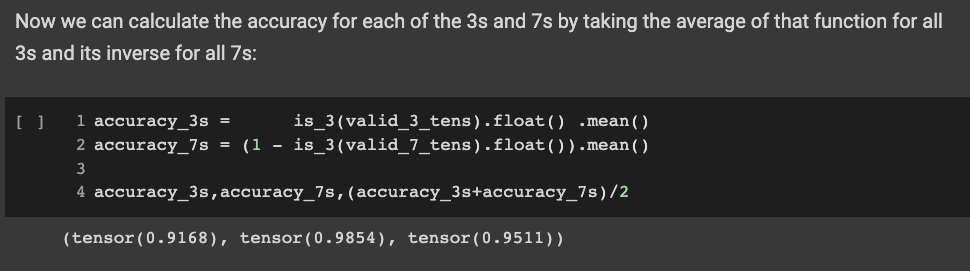 Now we can calculate the accuracy for each of the 3s and 7s by taking the average of that function for all
3s and its inverse for all 7s:
[ ] 1 accuracy_3s =      is_3(valid_3_tens).float() .mean()
2 accuracy_7s = (1 - is_3(valid_7_tens).float()).mean()
3
4 accuracy_3s,accuracy_7s,(accuracy_3s+accuracy_7s)/2
(tensor(0.9168), tensor(0.9854), tensor(0.9511))